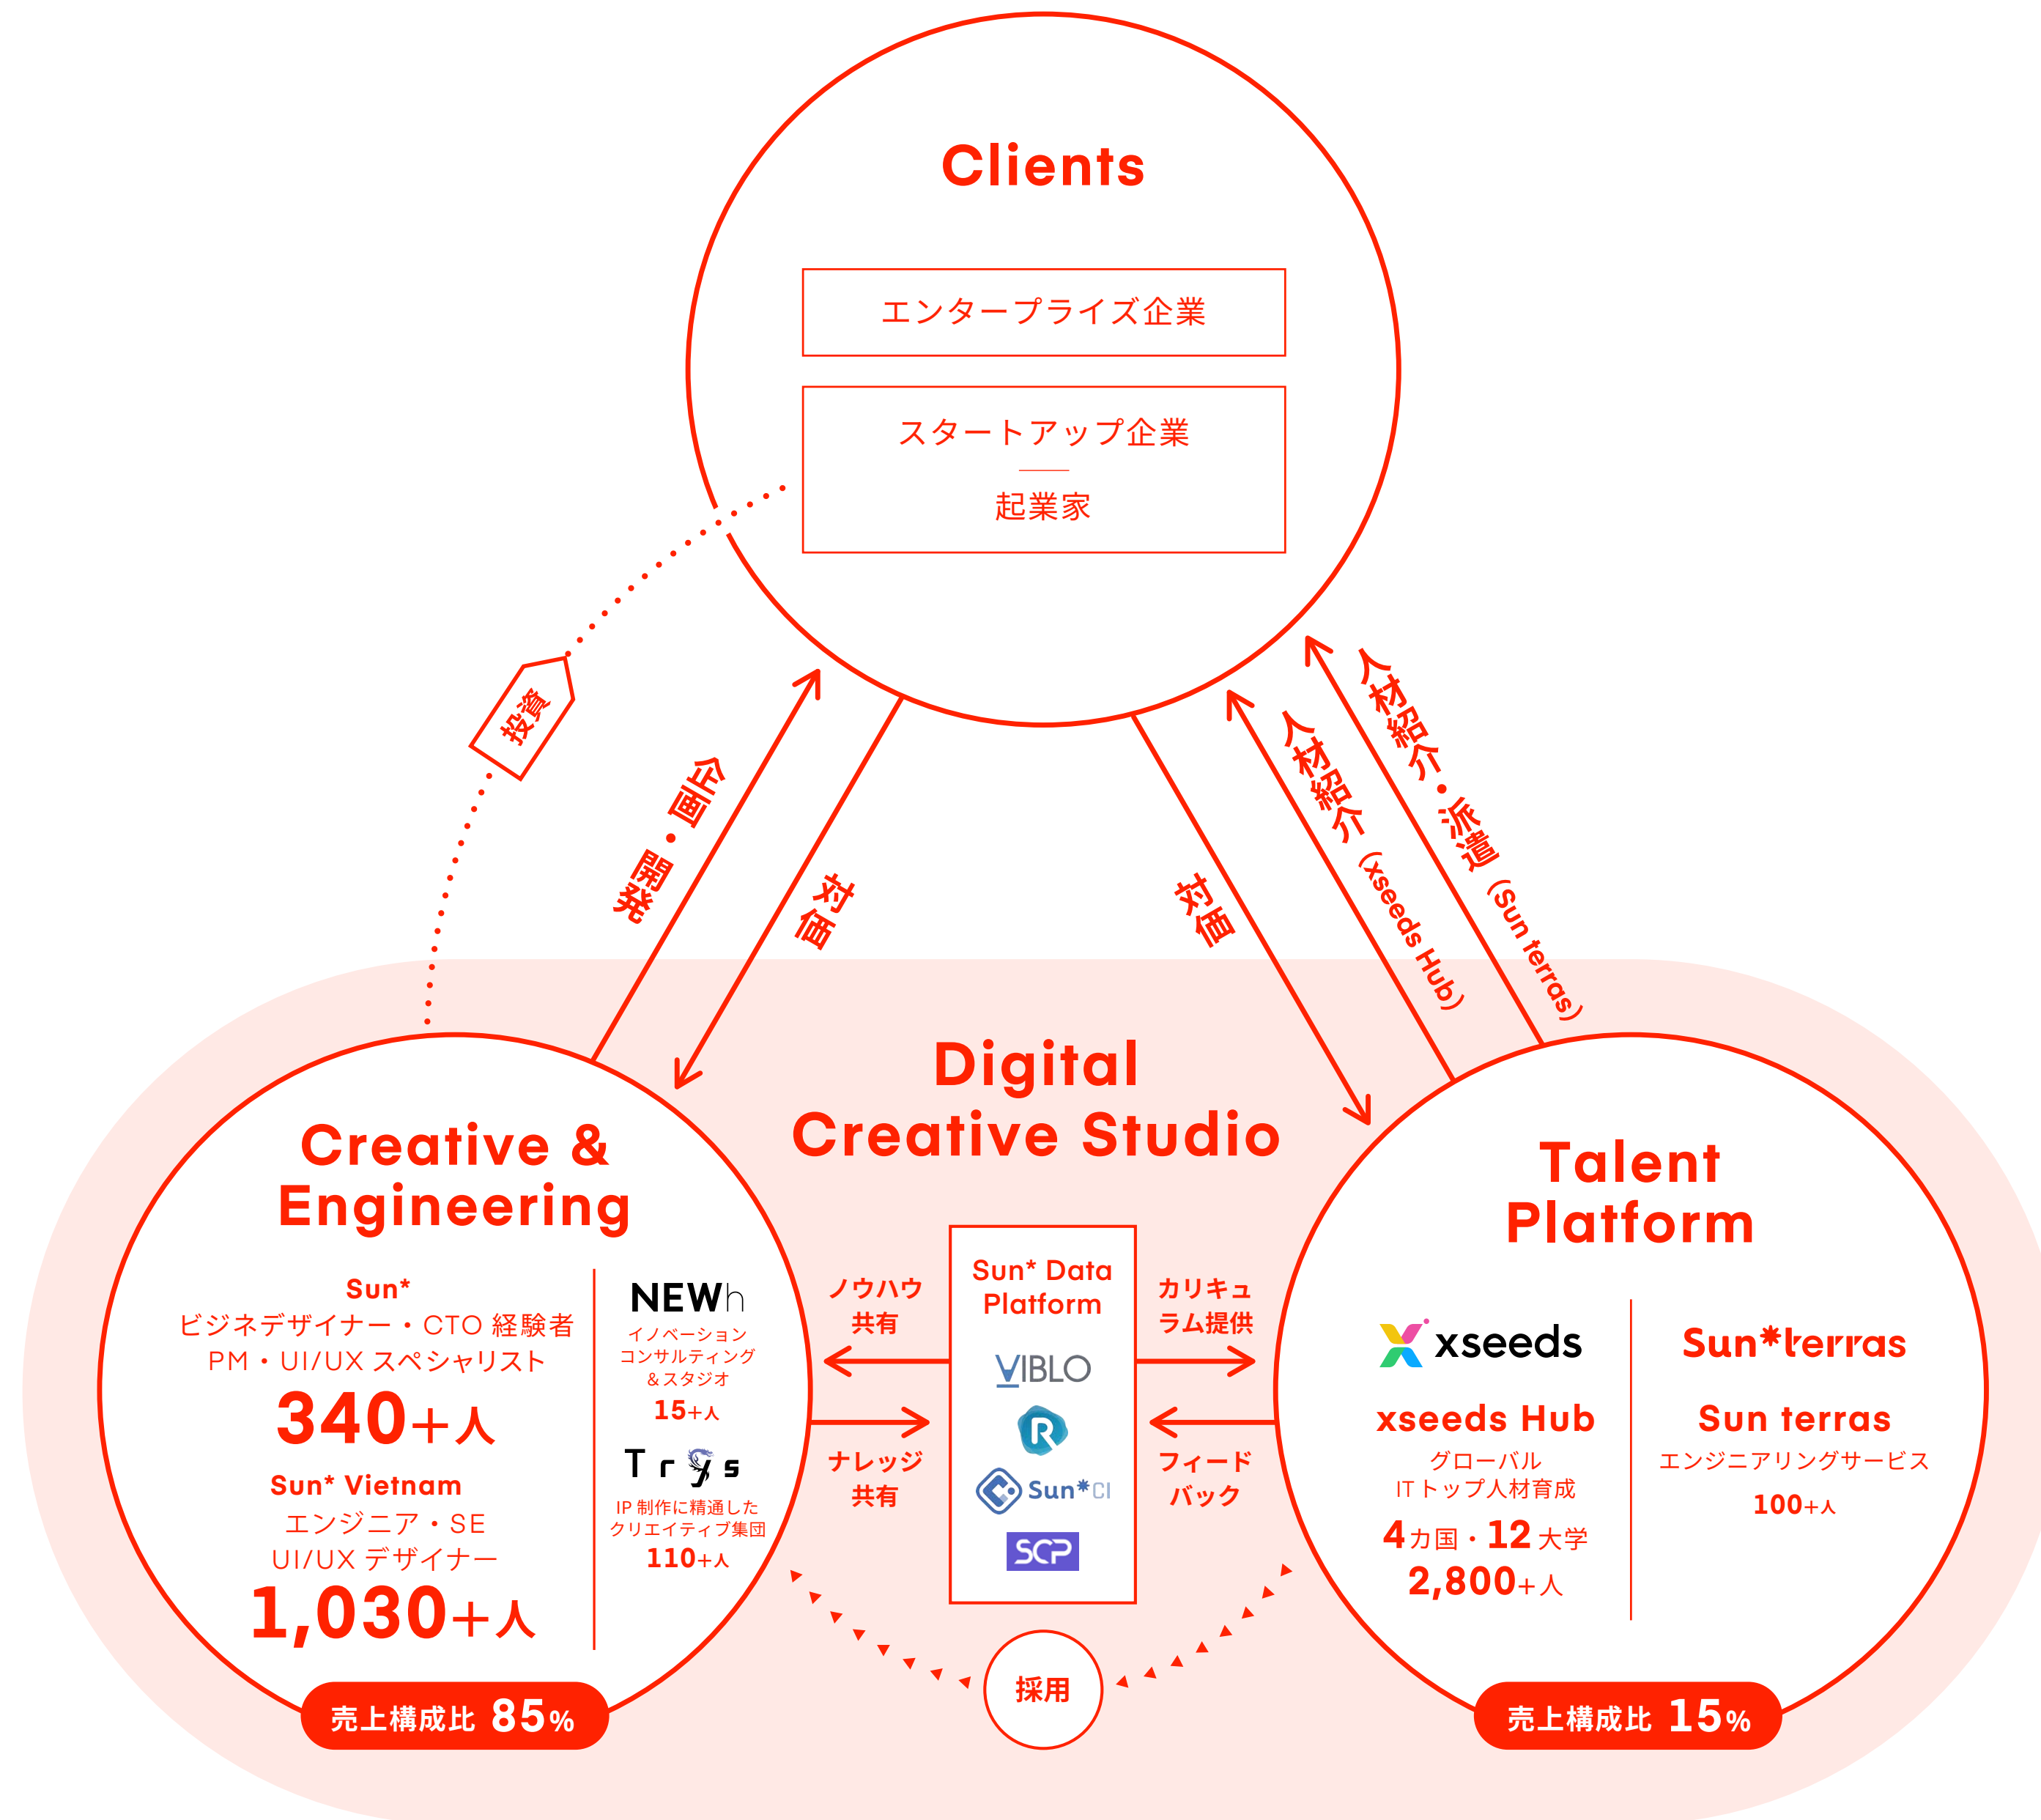 Clients
エンタープライズ企業
スタートアップ企業
起業家
投資
企画・開発
対価
対価
人材紹介（xseeds Hub）
人材紹介・派遣（Sun terras）
Digital
Creative Studio
Creative &
Engineering
Sun*
ビジネデザイナー・CTO 経験者
PM・UI/UX スペシャリスト
340+人
Sun* Vietnam
エンジニア・SE
UI/UX デザイナー
1,030+人
NEWh
イノベーション
コンサルティング
&スタジオ
15+人
Trys
IP 制作に精通した
クリエイティブ集団
110+人
売上構成比 85%
ノウハウ
共有
ナレッジ
共有
Sun* Data
Platform
VIBLO
R
Sun*CI
SCP
カリキュ
ラム提供
フィード
バック
採用
Talent
Platform
xseeds
xseeds Hub
グローバル
ITトップ人材育成
4カ国・12大学
2,800+人
Sun*terras
Sun terras
エンジニアリングサービス
100+人
売上構成比 15%